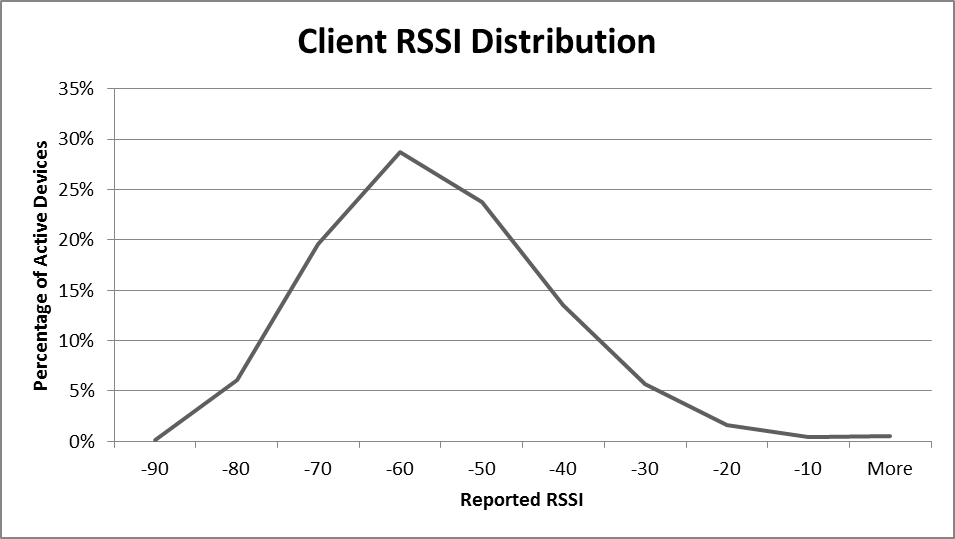 Client RSSI Distribution
35%
30%
25%
20%
15%
10%
5%
0%
Percentage of Active Devices
-90 -80 -70 -60 -50 -40 -30 -20 -10 More
Reported RSSI